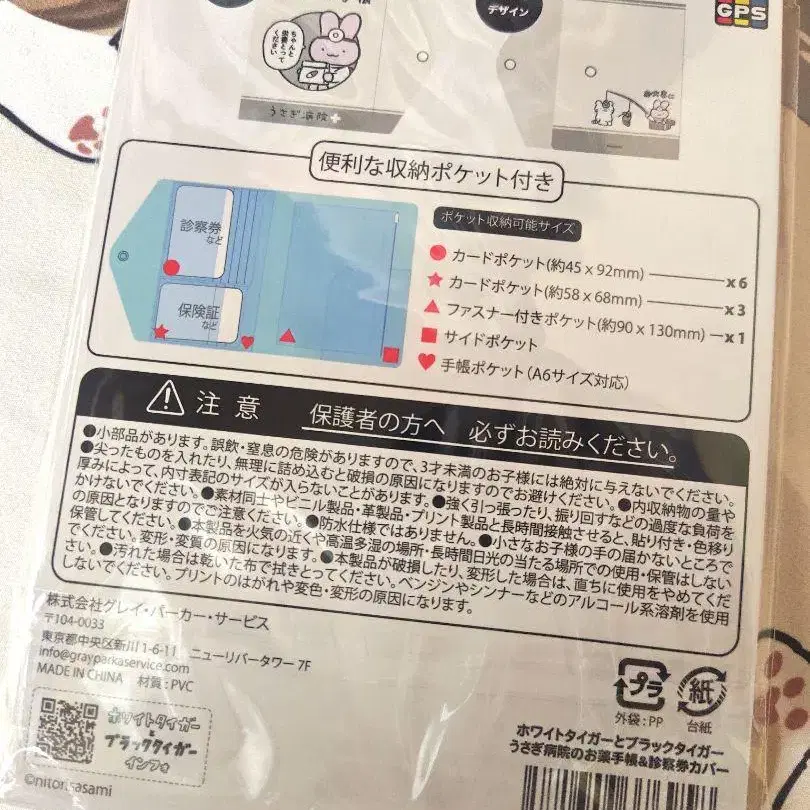 デザイン
GPS
ちゃんと
栄養とって
ください
うさぎ病院
便利な収納ポケット付き
診察券
など
保険証
など
ポケット収納可能サイズ
●カードポケット(約45 x 92mm) x 6
★カードポケット(約58 x 68mm) x 3
▲ファスナー付きポケット(約90 x 130mm) x 1
■サイドポケット
♥手帳ポケット(A6サイズ対応)
注意 保護者の方へ 必ずお読みください。
●小部品があります。誤飲・窒息の危険がありますので、3才未満のお子様には絶対に与えないでください。
●尖ったものを入れたり、無理に詰め込むと破損の原因になりますのでお避けください。●内収納物の量や
厚みによって、内寸表記のサイズが入らないことがあります。●強く引っ張ったり、振り回すなどの過度な負荷を
かけないでください。●素材同士やビニール製品・革製品・プリント製品と長時間接触させると、貼り付き・色移り
の原因となりますのでご注意ください。●防水仕様ではありません。●小さなお子様の手の届かないところで
保管してください。●本製品を火気の近くや高温多湿の場所・長時間日光の当たる場所での使用・保管はしない
でください。変形・変質の原因になります。●本製品が破損したり、変形した場合は、直ちに使用をやめてくだ
さい。●汚れた場合は乾いた布で拭きとってください。ベンジンやシンナーなどのアルコール系溶剤を使用
しないでください。プリントのはがれや変色・変形の原因になります。
株式会社グレイ・パーカー・サービス
〒104-0033
東京都中央区新川1-6-11 ニューリバータワー 7F
info@grayparkaservice.com
MADE IN CHINA 材質:PVC
ホワイトタイガー
&
ブラックタイガー
インフォ
©nitorisasami
プラ
外袋:PP
紙
台紙
ホワイトタイガーとブラックタイガー
うさぎ病院のお薬手帳&診察券カバー